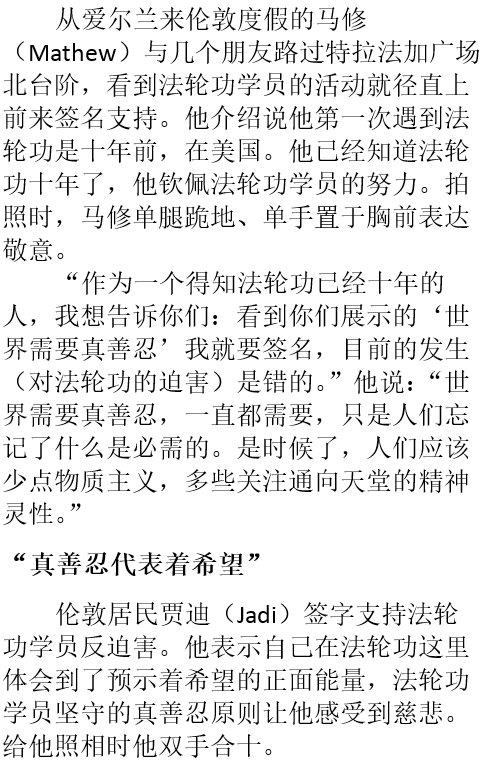 从爱尔兰来伦敦度假的马修
（Mathew）与几个朋友路过特拉法加广场
北台阶，看到法轮功学员的活动就径直上
前来签名支持。他介绍说他第一次遇到法
轮功是十年前，在美国。他已经知道法轮
功十年了，他钦佩法轮功学员的努力。拍
照时，马修单腿跪地、单手置于胸前表达
敬意。
“作为一个得知法轮功已经十年的
人，我想告诉你们：看到你们展示的‘世
界需要真善忍’我就要签名，目前的发生
（对法轮功的迫害）是错的。”他说：“世
界需要真善忍，一直都需要，只是人们忘
记了什么是必需的。是时候了，人们应该
少点物质主义，多些关注通向天堂的精神
灵性。”
“真善忍代表着希望”
伦敦居民贾迪（Jadi）签字支持法轮
功学员反迫害。他表示自己在法轮功这里
体会到了预示着希望的正面能量，法轮功
学员坚守的真善忍原则让他感受到慈悲。
给他照相时他双手合十。